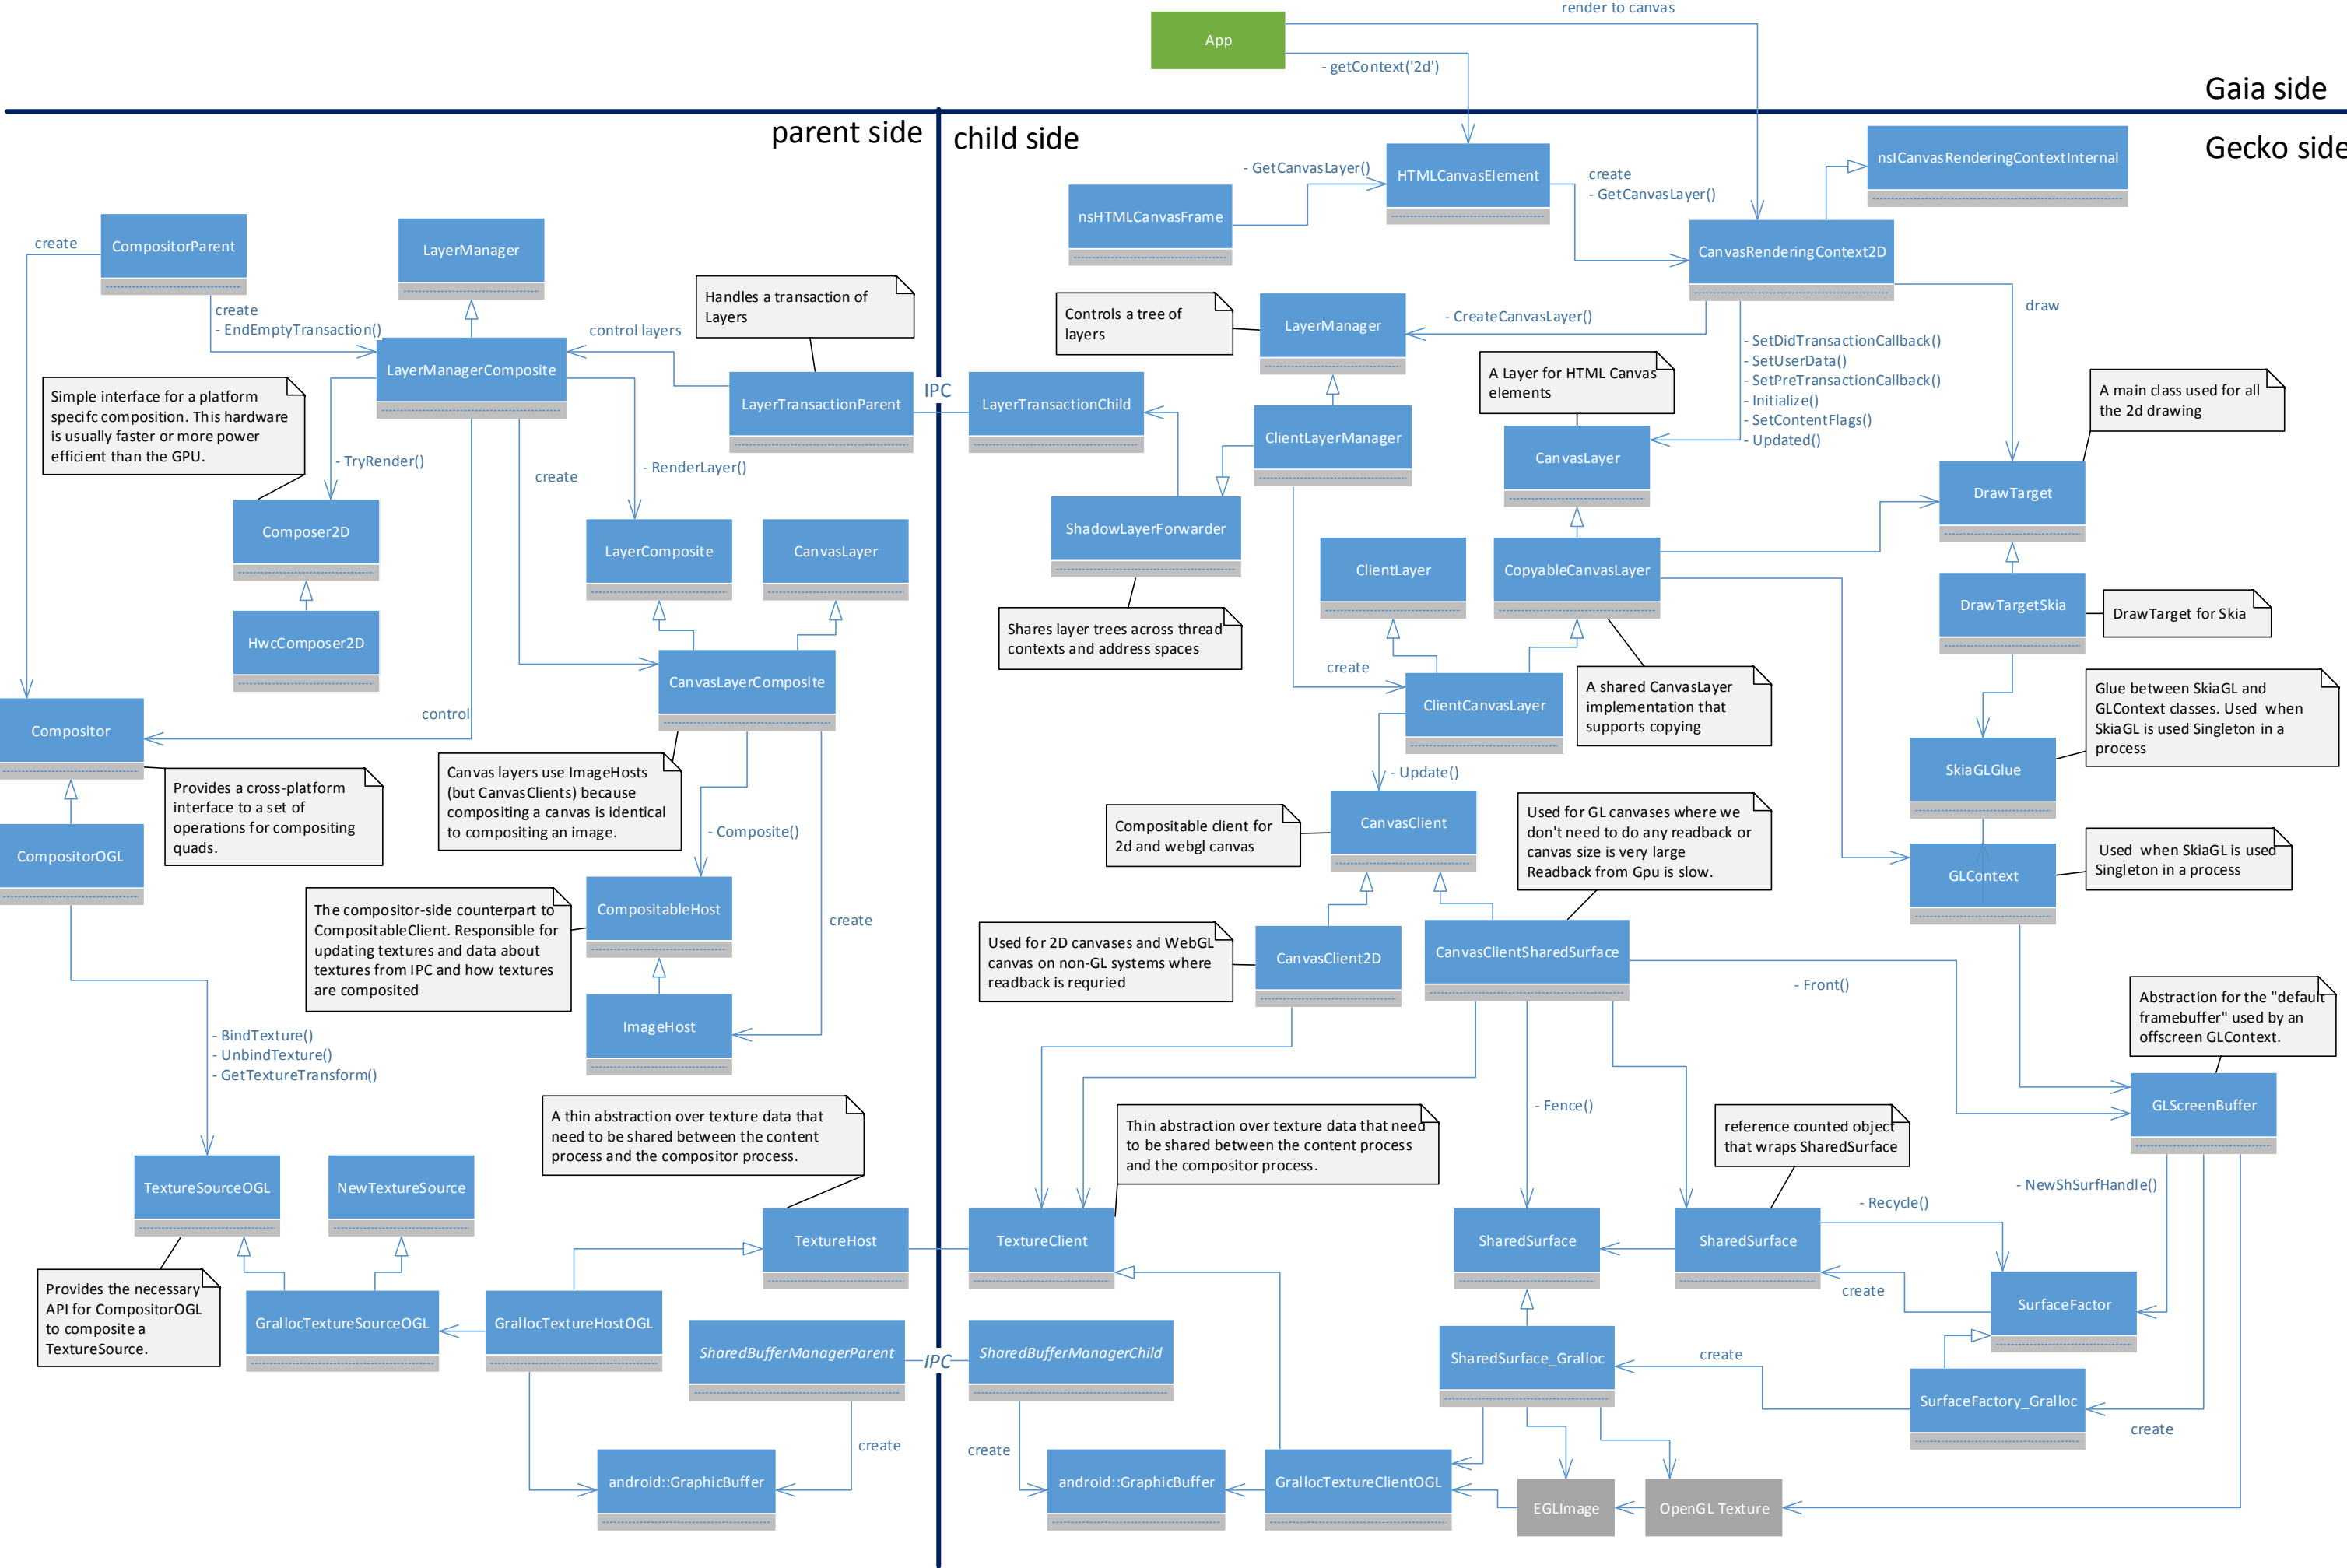 render to canvas
App
- getContext('2d')
Gaia side
parent side
child side
Gecko side
nsICanvasRenderingContextInternal
- GetCanvasLayer()
HTMLCanvasElement
create
- GetCanvasLayer()
nsHTMLCanvasFrame
CanvasRenderingContext2D
create
CompositorParent
LayerManager
create
- EndEmptyTransaction()
Handles a transaction of
Layers
control layers
Controls a tree of
layers
LayerManager
- CreateCanvasLayer()
draw
- SetDidTransactionCallback()
- SetUserData()
- SetPreTransactionCallback()
- Initialize()
- SetContentFlags()
- Updated()
A Layer for HTML Canvas
elements
A main class used for all
the 2d drawing
LayerManagerComposite
Simple interface for a platform
specifc composition. This hardware
is usually faster or more power
efficient than the GPU.
LayerTransactionParent
IPC
LayerTransactionChild
ClientLayerManager
CanvasLayer
- TryRender()
create
- RenderLayer()
DrawTarget
Composer2D
LayerComposite
CanvasLayer
ShadowLayerForwarder
ClientLayer
CopyableCanvasLayer
DrawTargetSkia
DrawTarget for Skia
HwcComposer2D
Shares layer trees across thread
contexts and address spaces
create
CanvasLayerComposite
ClientCanvasLayer
A shared CanvasLayer
implementation that
supports copying
Glue between SkiaGL and
GLContext classes. Used  when
SkiaGL is used Singleton in a
process
Compositor
control
SkiaGLGlue
- Update()
Provides a cross-platform
interface to a set of
operations for compositing
quads.
Canvas layers use ImageHosts
(but CanvasClients) because
compositing a canvas is identical
to compositing an image.
- Composite()
Compositable client for
2d and webgl canvas
CanvasClient
Used for GL canvases where we
don't need to do any readback or
canvas size is very large
Readback from Gpu is slow.
CompositorOGL
GLContext
Used  when SkiaGL is used
Singleton in a process
The compositor-side counterpart to
CompositableClient. Responsible for
updating textures and data about
textures from IPC and how textures
are composited
CompositableHost
create
Used for 2D canvases and WebGL
canvas on non-GL systems where
readback is requried
CanvasClient2D
CanvasClientSharedSurface
- Front()
Abstraction for the "default
framebuffer" used by an
offscreen GLContext.
ImageHost
- BindTexture()
- UnbindTexture()
- GetTextureTransform()
A thin abstraction over texture data that
need to be shared between the content
process and the compositor process.
Thin abstraction over texture data that need
to be shared between the content process
and the compositor process.
- Fence()
reference counted object
that wraps SharedSurface
GLScreenBuffer
TextureSourceOGL
NewTextureSource
- NewShSurfHandle()
- Recycle()
TextureHost
TextureClient
SharedSurface
SharedSurface
create
Provides the necessary
API for CompositorOGL
to composite a
TextureSource.
GrallocTextureSourceOGL
GrallocTextureHostOGL
SurfaceFactor
SharedBufferManagerParent
IPC
SharedBufferManagerChild
SharedSurface_Gralloc
create
SurfaceFactory_Gralloc
create
create
create
android::GraphicBuffer
android::GraphicBuffer
GrallocTextureClientOGL
EGLImage
OpenGL Texture